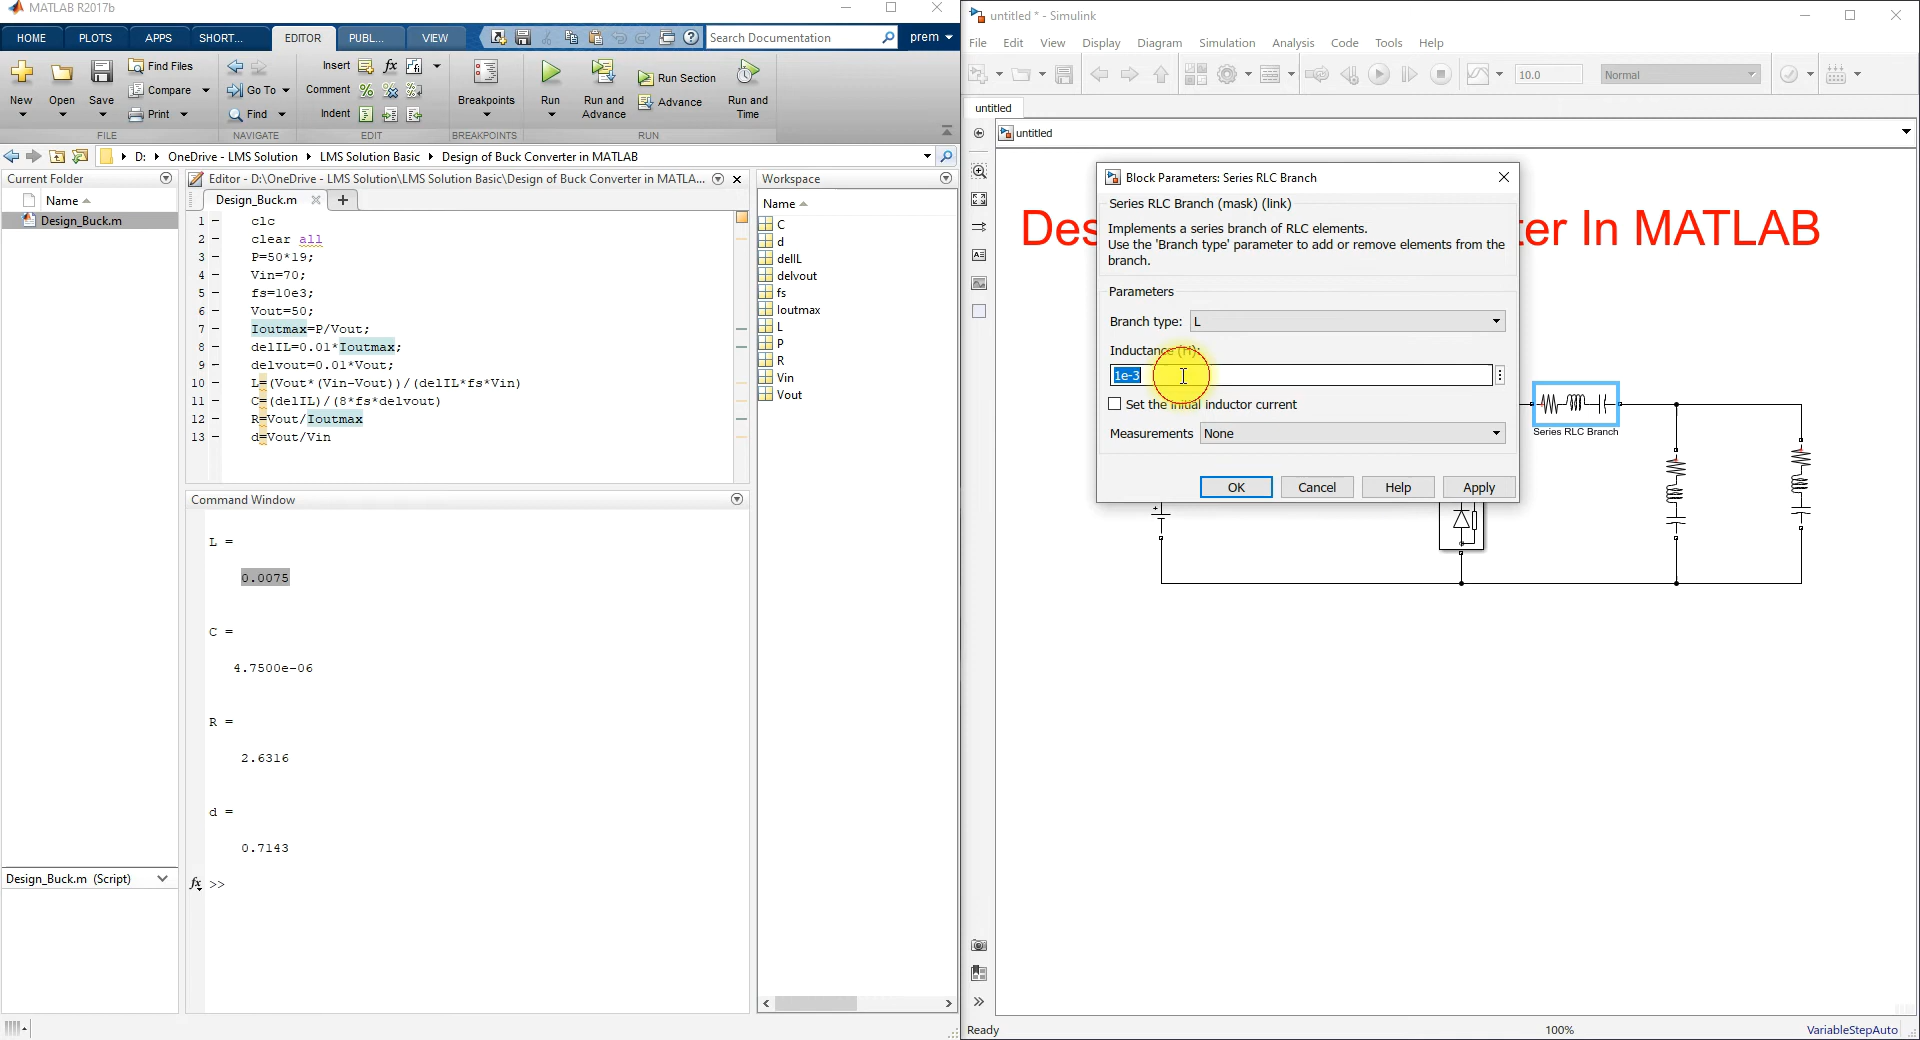 MATLAB R2017b
HOME PLOTS APPS SHORT... EDITOR PUBL... VIEW
Search Documentation
prem
New Open Save
Find Files
Compare
Print
FILE
Go To
Find
NAVIGATE
Insert
Comment
Indent
EDIT
Breakpoints
BREAKPOINTS
Run
Run and Advance
Run Section
Advance
Run and Time
RUN
D: OneDrive - LMS Solution LMS Solution Basic Design of Buck Converter in MATLAB
Current Folder
Name
Design_Buck.m
Design_Buck.m (Script)
Editor - D:\OneDrive - LMS Solution\LMS Solution Basic\Design of Buck Converter in MATLA...
Design_Buck.m
1 - clc
2 - clear all
3 - P=50*19;
4 - Vin=70;
5 - fs=10e3;
6 - Vout=50;
7 - Ioutmax=P/Vout;
8 - delIL=0.01*Ioutmax;
9 - delvout=0.01*Vout;
10 - L=(Vout*(Vin-Vout))/(delIL*fs*Vin)
11 - C=(delIL)/(8*fs*delvout)
12 - R=Vout/Ioutmax
13 - d=Vout/Vin
Command Window
L =
0.0075
C =
4.7500e-06
R =
2.6316
d =
0.7143
fx >>
Workspace
Name
C
d
delIL
delvout
fs
Ioutmax
L
P
R
Vin
Vout
untitled * - Simulink
File Edit View Display Diagram Simulation Analysis Code Tools Help
10.0
Normal
untitled
untitled
Des
ter In MATLAB
Block Parameters: Series RLC Branch
Series RLC Branch (mask) (link)
Implements a series branch of RLC elements.
Use the 'Branch type' parameter to add or remove elements from the
branch.
Parameters
Branch type: L
Inductance (H):
1e-3
Set the initial inductor current
Measurements None
OK Cancel Help Apply
Series RLC Branch
Ready
100%
VariableStepAuto